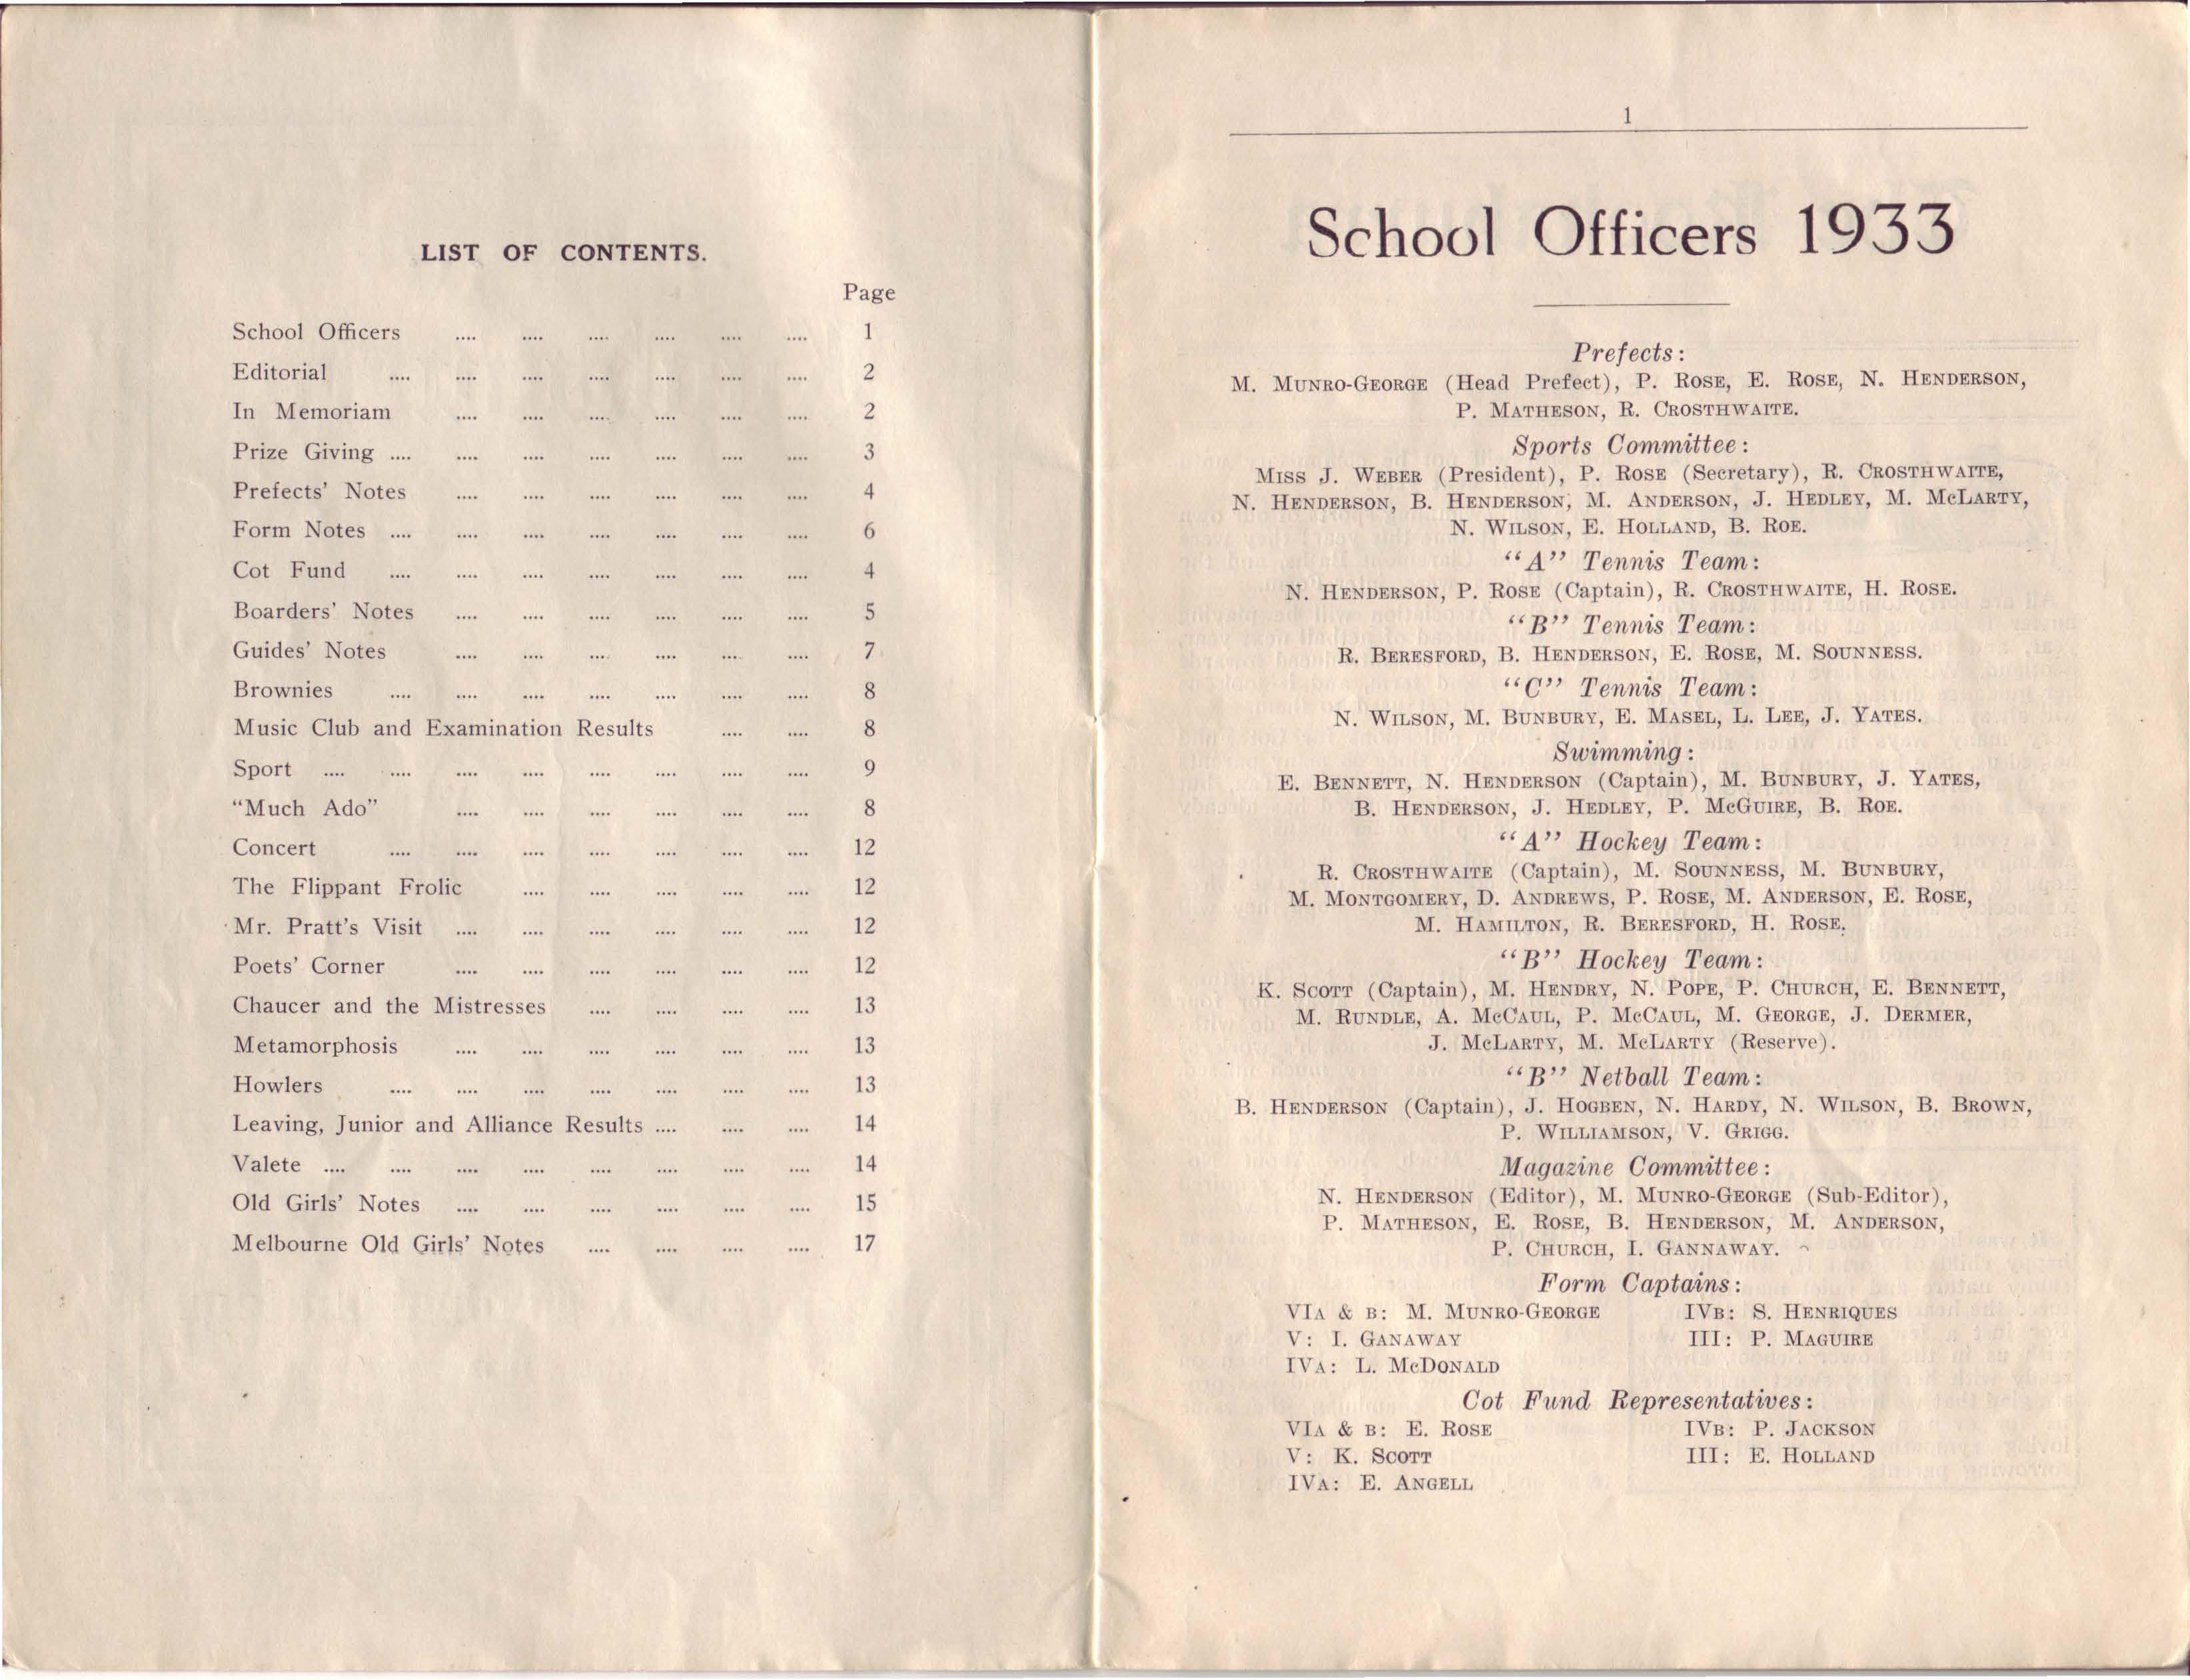 LIST OF CONTENTS.
Page
School Officers .... .... .... .... .... .... 1
Editorial .... .... .... .... .... .... .... 2
In Memoriam .... .... .... .... .... .... 2
Prize Giving .... .... .... .... .... .... .... 3
Prefects' Notes .... .... .... .... .... .... 4
Form Notes .... .... .... .... .... .... .... 6
Cot Fund .... .... .... .... .... .... .... 4
Boarders' Notes .... .... .... .... .... .... 5
Guides' Notes .... .... .... .... .... .... 7
Brownies .... .... .... .... .... .... .... 8
Music Club and Examination Results .... .... 8
Sport .... .... .... .... .... .... .... .... 9
"Much Ado" .... .... .... .... .... .... 8
Concert .... .... .... .... .... .... .... 12
The Flippant Frolic .... .... .... .... .... 12
Mr. Pratt's Visit .... .... .... .... .... .... 12
Poets' Corner .... .... .... .... .... .... 12
Chaucer and the Mistresses .... .... .... .... 13
Metamorphosis .... .... .... .... .... .... 13
Howlers .... .... .... .... .... .... .... 13
Leaving, Junior and Alliance Results .... .... .... 14
Valete .... .... .... .... .... .... .... .... 14
Old Girls' Notes .... .... .... .... .... .... 15
Melbourne Old Girls' Notes .... .... .... .... 17
1
School Officers 1933
Prefects:
M. MUNRO-GEORGE (Head Prefect), P. ROSE, E. ROSE, N. HENDERSON,
P. MATHESON, R. CROSTHWAITE.
Sports Committee:
MISS J. WEBER (President), P. ROSE (Secretary), R. CROSTHWAITE,
N. HENDERSON, B. HENDERSON, M. ANDERSON, J. HEDLEY, M. McLARTY,
N. WILSON, E. HOLLAND, B. ROE.
"A" Tennis Team:
N. HENDERSON, P. ROSE (Captain), R. CROSTHWAITE, H. ROSE.
"B" Tennis Team:
R. BERESFORD, B. HENDERSON, E. ROSE, M. SOUNNESS.
"C" Tennis Team:
N. WILSON, M. BUNBURY, E. MASEL, L. LEE, J. YATES.
Swimming:
E. BENNETT, N. HENDERSON (Captain), M. BUNBURY, J. YATES,
B. HENDERSON, J. HEDLEY, P. McGUIRE, B. ROE.
"A" Hockey Team:
R. CROSTHWAITE (Captain), M. SOUNNESS, M. BUNBURY,
M. MONTGOMERY, D. ANDREWS, P. ROSE, M. ANDERSON, E. ROSE,
M. HAMILTON, R. BERESFORD, H. ROSE.
"B" Hockey Team:
K. SCOTT (Captain), M. HENDRY, N. POPE, P. CHURCH, E. BENNETT,
M. RUNDLE, A. McCAUL, P. McCAUL, M. GEORGE, J. DERMER,
J. McLARTY, M. McLARTY (Reserve).
"B" Netball Team:
B. HENDERSON (Captain), J. HOGBEN, N. HARDY, N. WILSON, B. BROWN,
P. WILLIAMSON, V. GRIGG.
Magazine Committee:
N. HENDERSON (Editor), M. MUNRO-GEORGE (Sub-Editor),
P. MATHESON, E. ROSE, B. HENDERSON, M. ANDERSON,
P. CHURCH, I. GANNAWAY.
Form Captains:
VIA & B: M. MUNRO-GEORGE IVB: S. HENRIQUES
V: I. GANAWAY III: P. MAGUIRE
IVA: L. McDONALD
Cot Fund Representatives:
VIA & B: E. ROSE IVB: P. JACKSON
V: K. SCOTT III: E. HOLLAND
IVA: E. ANGELL